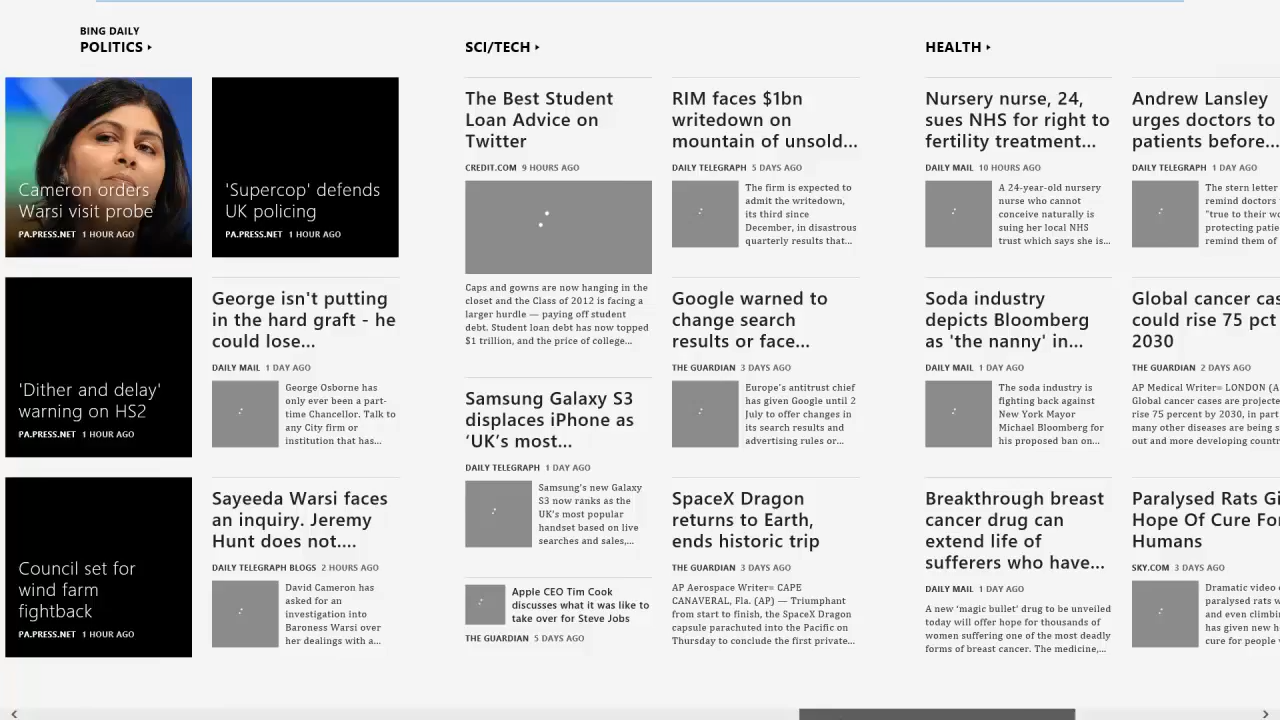 BING DAILY
POLITICS
Cameron orders
Warsi visit probe
PA.PRESS.NET 1 HOUR AGO
'Supercop' defends
UK policing
PA.PRESS.NET 1 HOUR AGO
'Dither and delay'
warning on HS2
PA.PRESS.NET 1 DAY AGO
George isn't putting
in the hard graft - he
could lose...
DAILY MAIL 1 DAY AGO
George Osborne has
only ever been a part-
time Chancellor. Talk to
any City firm or
institution that has...
Council set for
wind farm
fightback
PA.PRESS.NET 1 HOUR AGO
Sayeeda Warsi faces
an inquiry. Jeremy
Hunt does not....
DAILY TELEGRAPH BLOGS 2 HOURS AGO
David Cameron has
asked for an
investigation into
Baroness Warsi over
her dealings with a...
SCI/TECH
The Best Student
Loan Advice on
Twitter
CREDIT.COM 9 HOURS AGO
Caps and gowns are now hanging in the
closet and the Class of 2012 is facing a
larger hurdle — paying off student
debt. Student loan debt has now topped
$1 trillion, and the price of college...
Samsung Galaxy S3
displaces iPhone as
‘UK’s most...
DAILY TELEGRAPH 1 DAY AGO
Samsung's new Galaxy
S3 now ranks as the
UK's most popular
handset based on live
searches and sales,...
Apple CEO Tim Cook
discusses what it was like to
take over for Steve Jobs
THE GUARDIAN 5 DAYS AGO
RIM faces $1bn
writedown on
mountain of unsold...
DAILY TELEGRAPH 5 DAYS AGO
The firm is expected to
admit the writedown,
its third since
December, in disastrous
quarterly results that...
Google warned to
change search
results or face...
THE GUARDIAN 3 DAYS AGO
Europe's antitrust chief
has given Google until 2
July to offer changes in
its search results and
advertising rules or...
SpaceX Dragon
returns to Earth,
ends historic trip
THE GUARDIAN 3 DAYS AGO
AP Aerospace Writer= CAPE
CANAVERAL, Fla. (AP) — Triumphant
from start to finish, the SpaceX Dragon
capsule parachuted into the Pacific on
Thursday to conclude the first private...
HEALTH
Nursery nurse, 24,
sues NHS for right to
fertility treatment...
DAILY MAIL 10 HOURS AGO
A 24-year-old nursery
nurse who cannot
conceive naturally is
suing her local NHS
trust which says she is...
Soda industry
depicts Bloomberg
as 'the nanny' in...
DAILY MAIL 1 DAY AGO
The soda industry is
fighting back against
New York Mayor
Michael Bloomberg for
his proposed ban on...
Breakthrough breast
cancer drug can
extend life of
sufferers who have...
DAILY MAIL 1 DAY AGO
A new ‘magic bullet’ drug to be unveiled
today will offer hope for thousands of
women suffering one of the most deadly
forms of breast cancer. The medicine,...
Andrew Lansley
urges doctors to
patients before...
DAILY TELEGRAPH 1 DAY AGO
The stern letter
remind doctors
"true to their
protecting
remind them of
Global cancer
could rise 75 pct
2030
THE GUARDIAN 2 DAYS AGO
AP Medical Writer= LONDON
Global cancer cases are
rise 75 percent by 2030, in part
many other diseases are being
out and more developing
Paralysed Rats
Hope Of Cure
Humans
SKY.COM 3 DAYS AGO
Dramatic video
paralysed rats
and even
has given new
cure for people